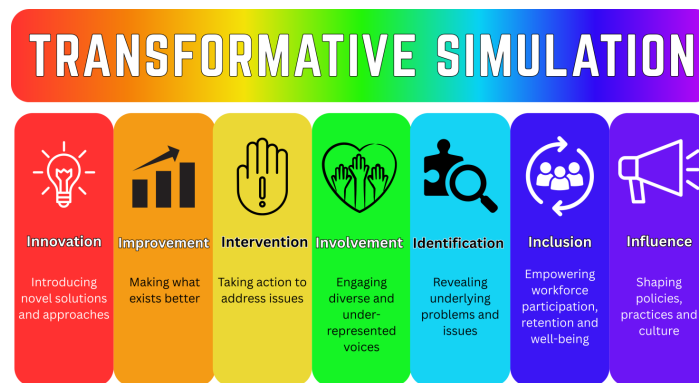 TRANSFORMATIVE SIMULATION
Innovation
Introducing
novel solutions
and approaches
Improvement
Making what
exists better
Intervention
Taking action to
address issues
Involvement
Engaging
diverse and
under-
represented
voices
Identification
Revealing
underlying
problems and
issues
Inclusion
Empowering
workforce
participation,
retention and
well-being
Influence
Shaping
policies,
practices and
culture